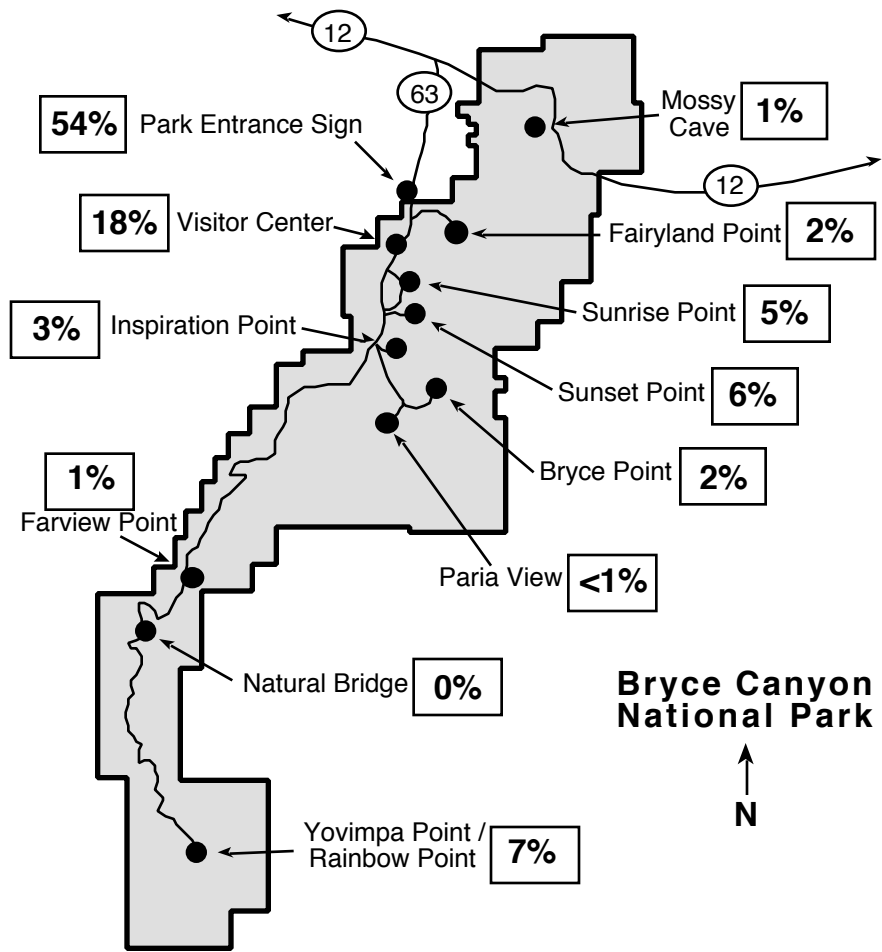 12
63
Mossy
Cave
1%
54%
Park Entrance Sign
12
18%
Visitor Center
Fairyland Point
2%
Sunrise Point
5%
3%
Inspiration Point
Sunset Point
6%
Bryce Point
2%
1%
Farview Point
Paria View
<1%
Natural Bridge
0%
Bryce Canyon
National Park
N
Yovimpa Point /
Rainbow Point
7%